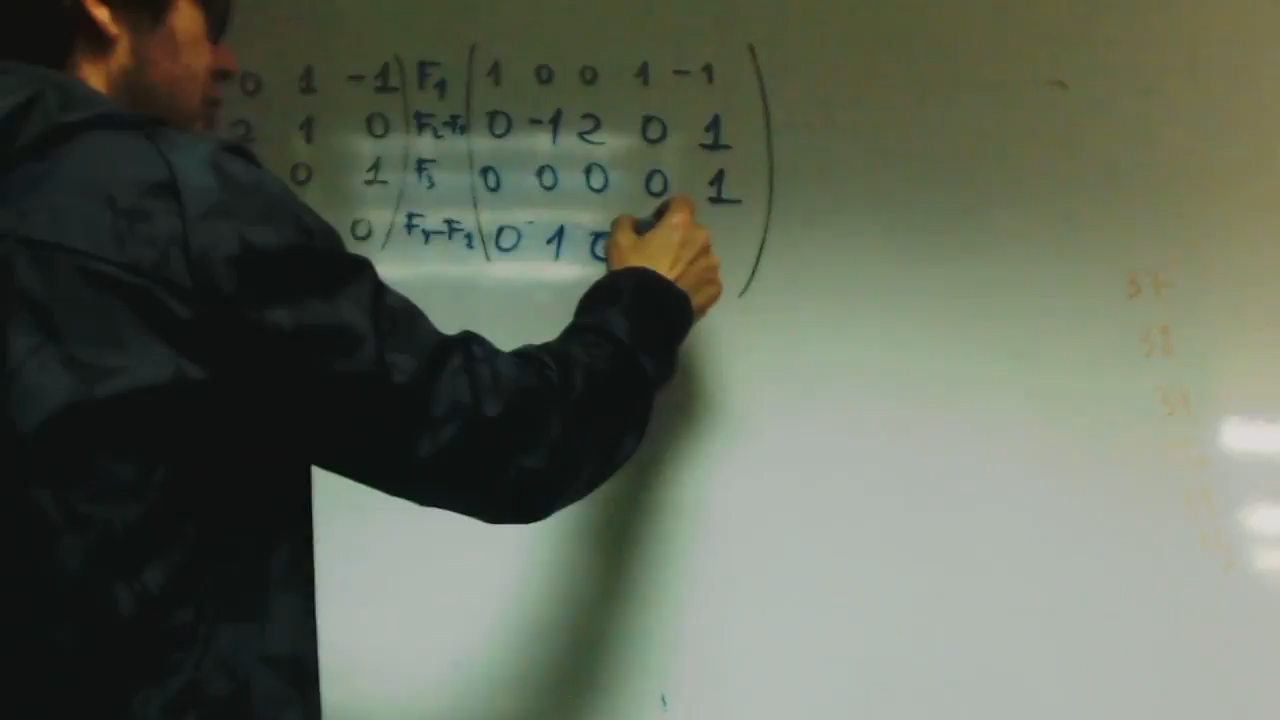 0 1 -1 F1 1 0 0 1 -1
2 1 0 F2-F1 0 -1 2 0 1
0 1 F3 0 0 0 0 1
0 F4-F2 0 1 0